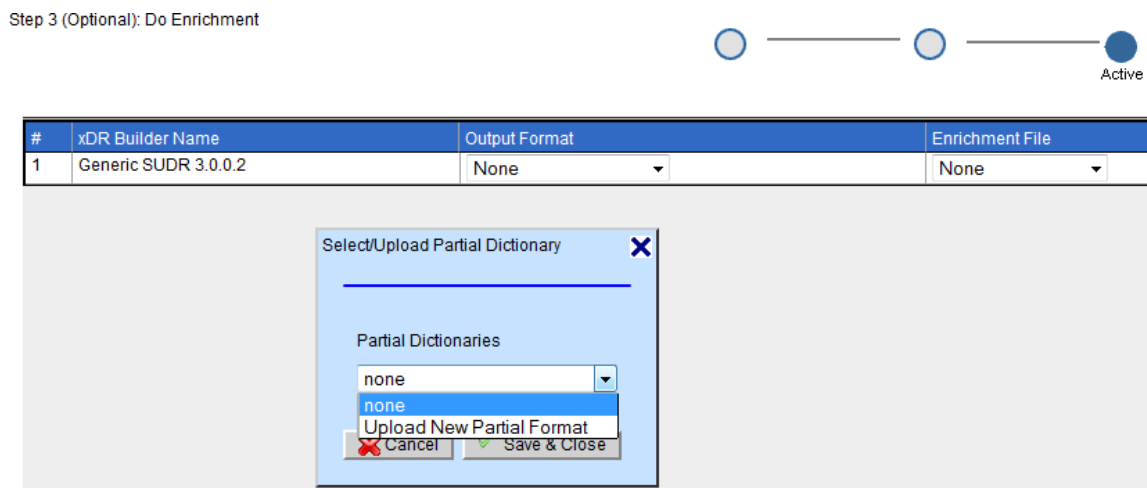 Step 3 (Optional): Do Enrichment
Active
# xDR Builder Name Output Format Enrichment File
1 Generic SUDR 3.0.0.2 None None
Select/Upload Partial Dictionary
Partial Dictionaries
none
none
Upload New Partial Format
Cancel Save & Close